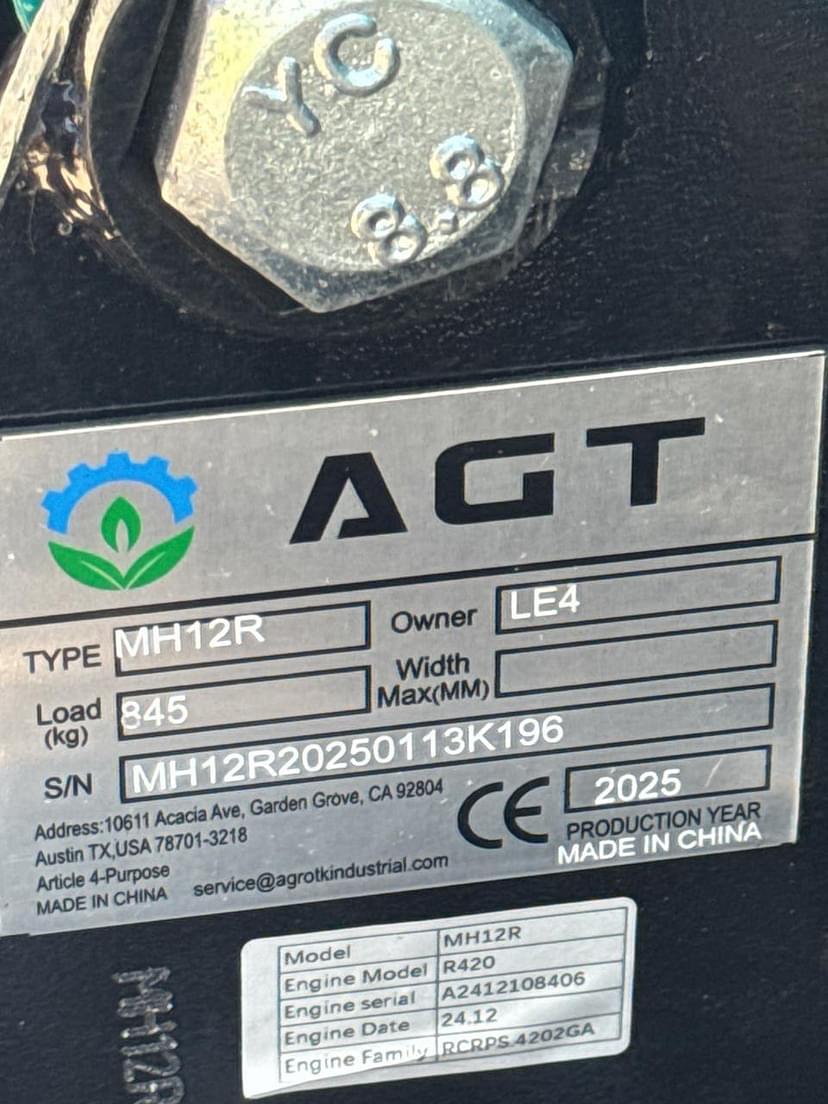 YC
8.8
AGT
TYPE MH12R Owner LE4
Load (kg) 845 Width Max(MM)
S/N MH12R20250113K196
Address:10611 Acacia Ave, Garden Grove, CA 92804
Austin TX,USA 78701-3218
Article 4-Purpose
MADE IN CHINA service@agrotkindustrial.com
CE
2025
PRODUCTION YEAR
MADE IN CHINA
Model MH12R
Engine Model R420
Engine serial A2412108406
Engine Date 24.12
Engine Family RCRPS.4202GA
MH12R